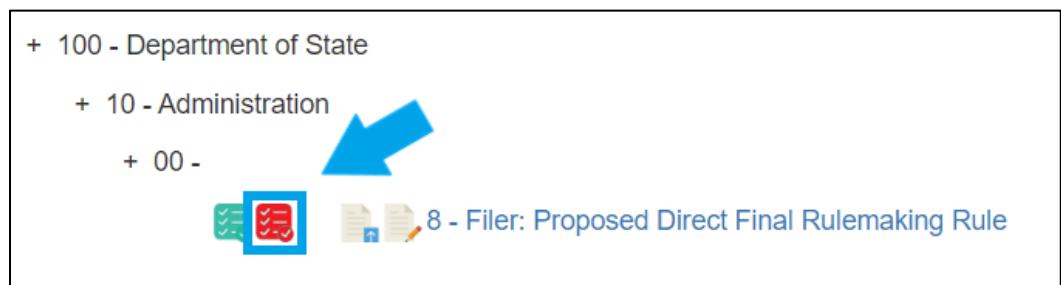 + 100 - Department of State
+ 10 - Administration
+ 00 -
8 - Filer: Proposed Direct Final Rulemaking Rule